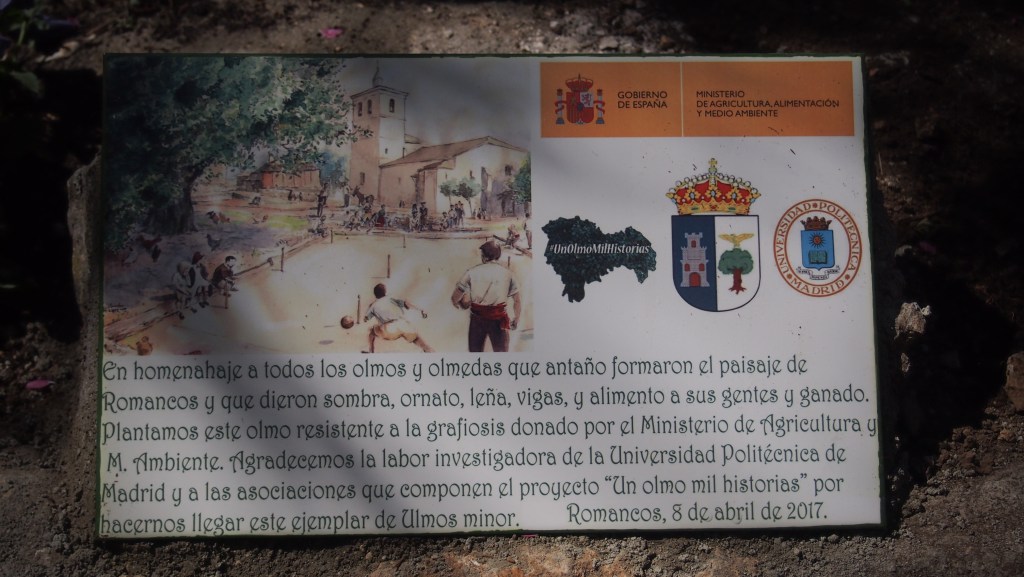 GOBIERNO
DE ESPAÑA
MINISTERIO
DE AGRICULTURA, ALIMENTACIÓN
Y MEDIO AMBIENTE
#UnOlmoMilHistorias
UNIVERSIDAD POLITÉCNICA
MADRID
En homenahaje a todos los olmos y olmedas que antaño formaron el paisaje de
Romancos y que dieron sombra, ornato, leña, vigas, y alimento a sus gentes y ganado.
Plantamos este olmo resistente a la grafiosis donado por el Ministerio de Agricultura y
M. Ambiente. Agradecemos la labor investigadora de la Universidad Politécnica de
Madrid y a las asociaciones que componen el proyecto “Un olmo mil historias” por
hacernos llegar este ejemplar de Ulmos minor. Romancos, 8 de abril de 2017.